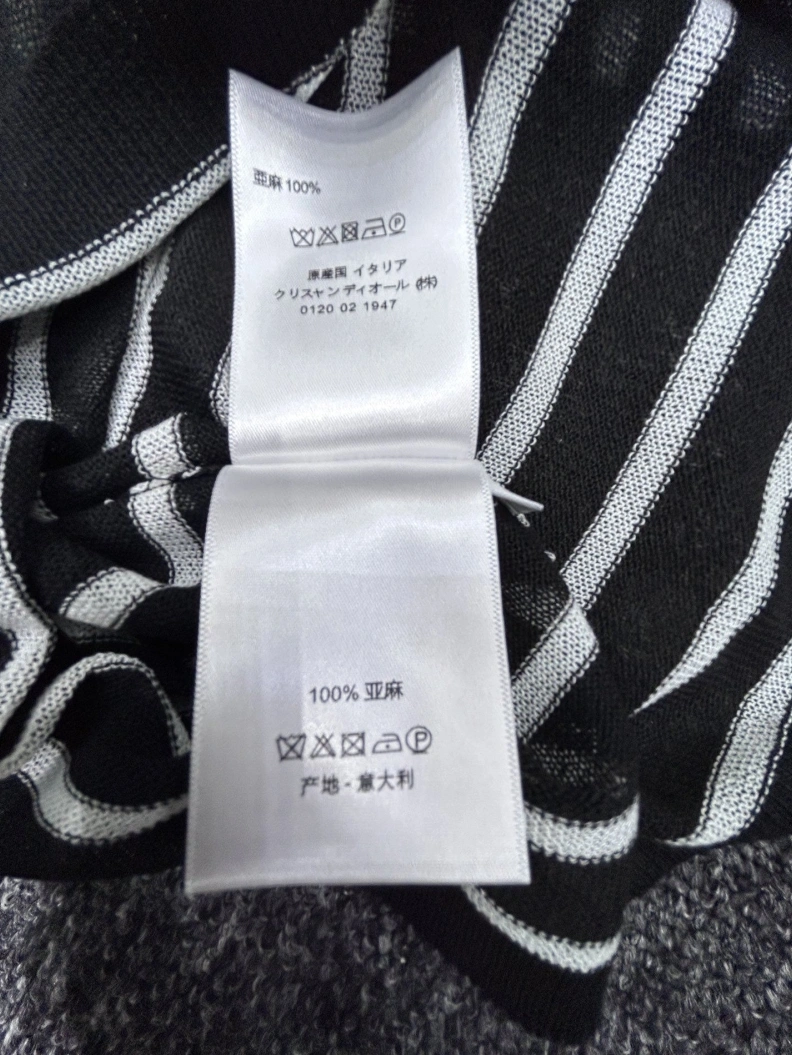 亜麻 100%
P
原産国 イタリア
クリスャンディオール (株)
0120 02 1947
100% 亚麻
P
产地 - 意大利